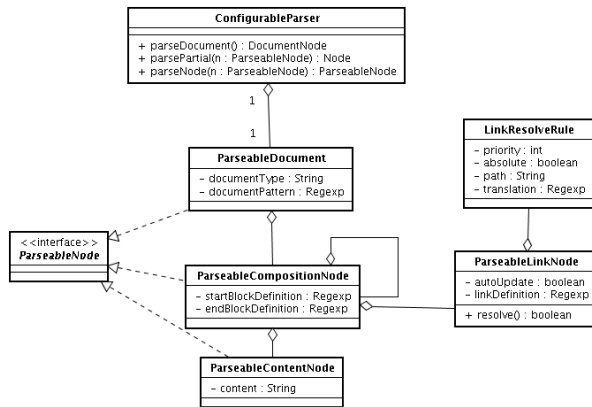 ConfigurableParser
+ parseDocument() : DocumentNode
+ parsePartial(n : ParseableNode) : Node
+ parseNode(n : ParseableNode) : ParseableNode
1
1
ParseableDocument
- documentType : String
- documentPattern : Regexp
LinkResolveRule
- priority : int
- absolute : boolean
- path : String
- translation : Regexp
<<interface>>
ParseableNode
ParseableCompositionNode
- startBlockDefinition : Regexp
- endBlockDefinition : Regexp
ParseableLinkNode
- autoUpdate : boolean
- linkDefinition : Regexp
+ resolve() : boolean
ParseableContentNode
- content : String